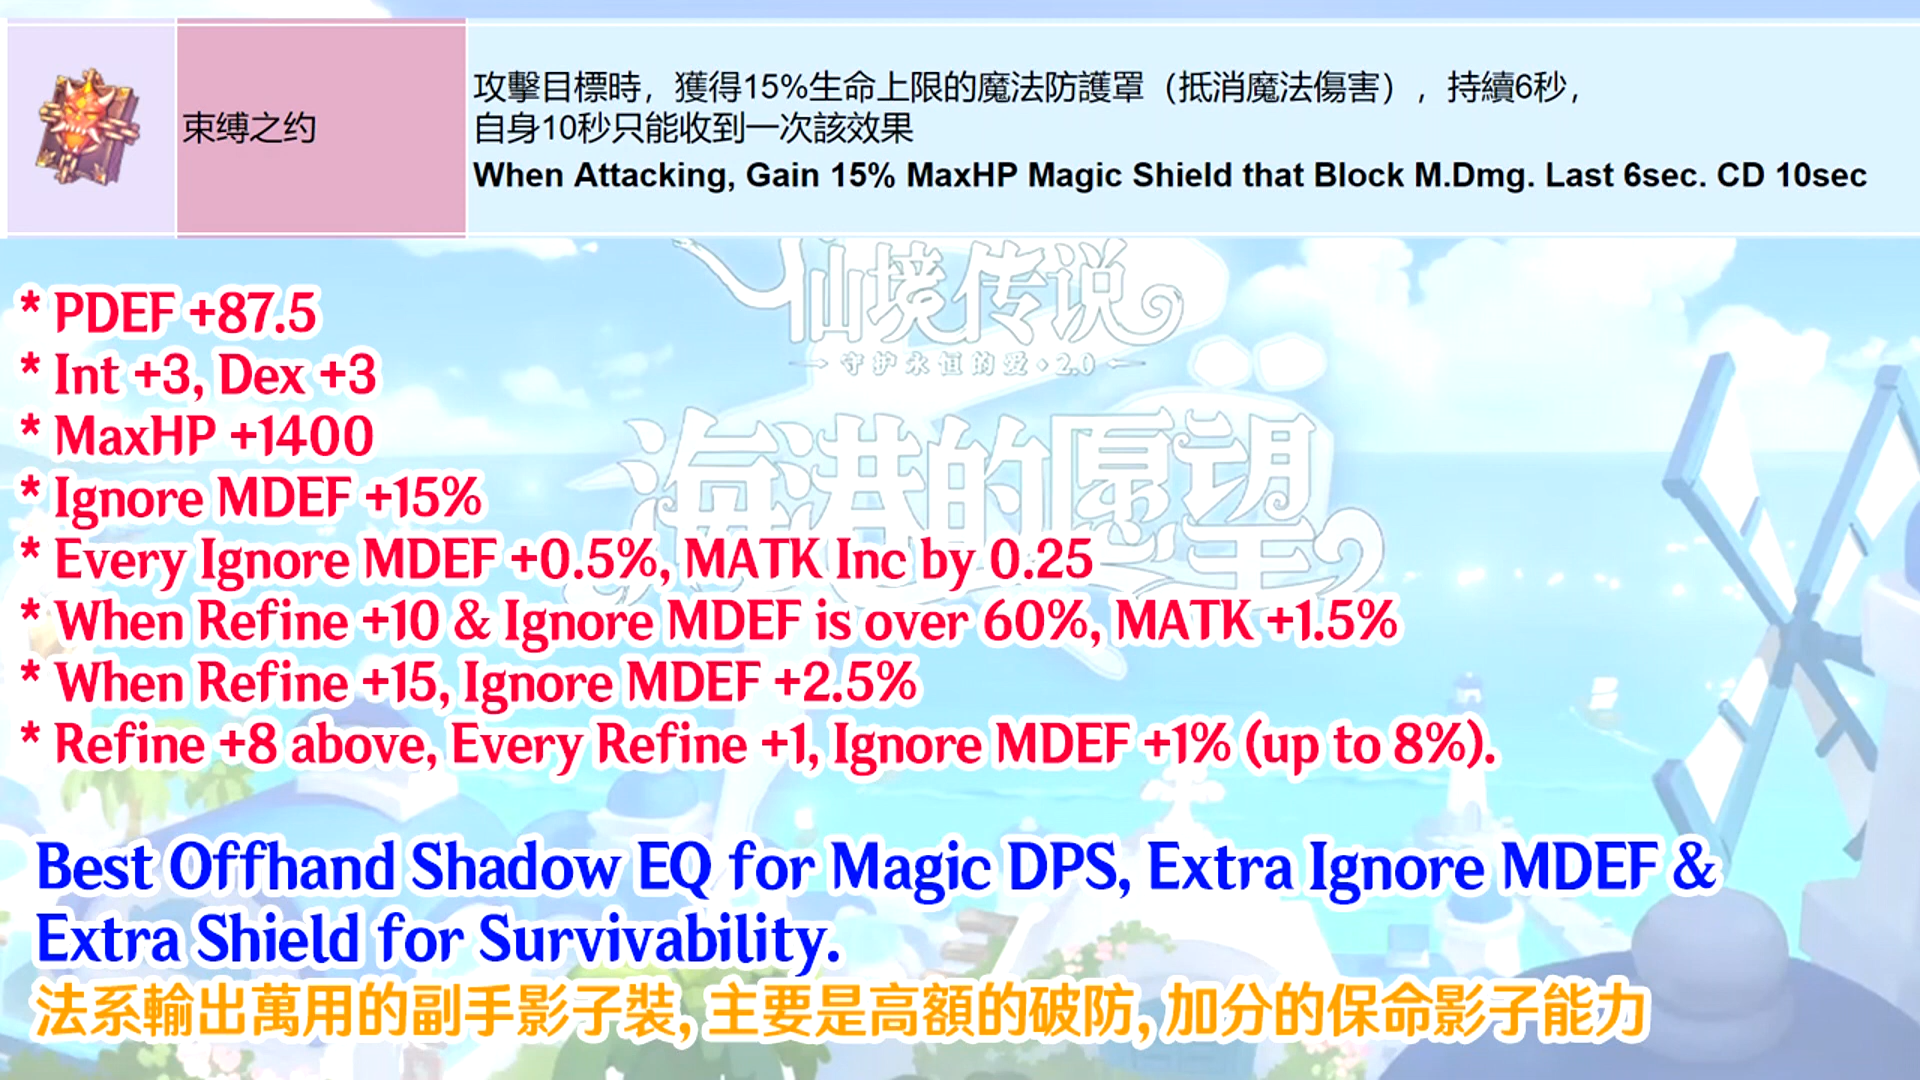 攻擊目標時，獲得15%生命上限的魔法防護罩（抵消魔法傷害），持續6秒，
束缚之约
自身10秒只能收到一次該效果
When Attacking, Gain 15% MaxHP Magic Shield that Block M.Dmg. Last 6sec. CD 10sec
仙境传说
守护永恒的爱·2.0
海港的愿望
* PDEF +87.5
* Int +3, Dex +3
* MaxHP +1400
* Ignore MDEF +15%
* Every Ignore MDEF +0.5%, MATK Inc by 0.25
* When Refine +10 & Ignore MDEF is over 60%, MATK +1.5%
* When Refine +15, Ignore MDEF +2.5%
* Refine +8 above, Every Refine +1, Ignore MDEF +1% (up to 8%).
Best Offhand Shadow EQ for Magic DPS, Extra Ignore MDEF &
Extra Shield for Survivability.
法系輸出萬用的副手影子裝, 主要是高額的破防, 加分的保命影子能力